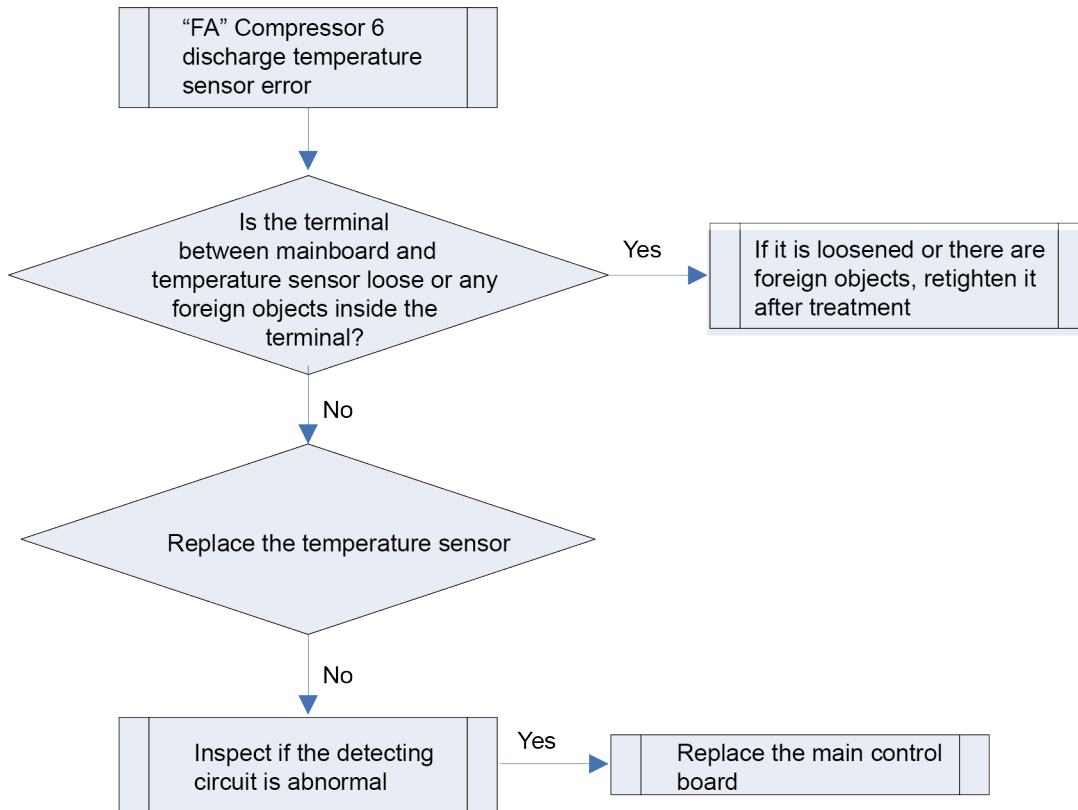 “FA” Compressor 6
discharge temperature
sensor error
Is the terminal
between mainboard and
temperature sensor loose or any
foreign objects inside the
terminal?
Yes
If it is loosened or there are
foreign objects, retighten it
after treatment
No
Replace the temperature sensor
No
Inspect if the detecting
circuit is abnormal
Yes
Replace the main control
board